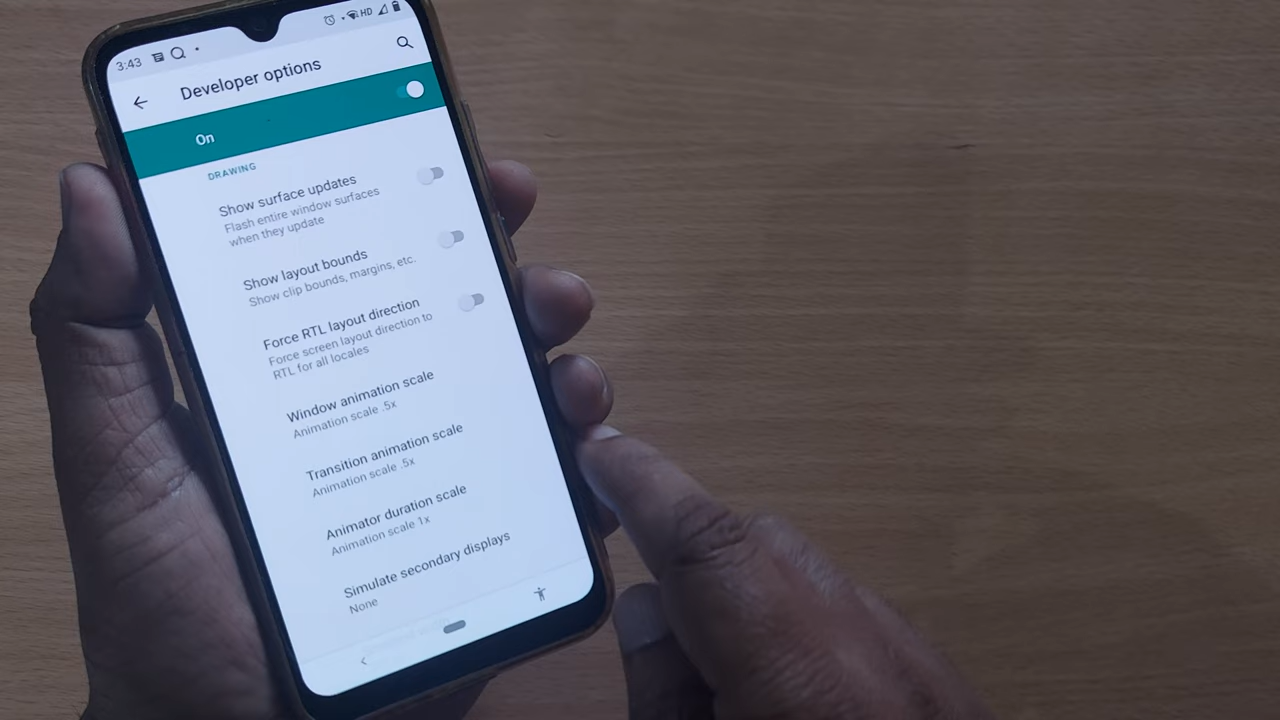 3:43
HD
Developer options
On
DRAWING
Show surface updates
Flash entire window surfaces
when they update
Show layout bounds
Show clip bounds, margins, etc.
Force RTL layout direction
Force screen layout direction to
RTL for all locales
Window animation scale
Animation scale .5x
Transition animation scale
Animation scale .5x
Animator duration scale
Animation scale 1x
Simulate secondary displays
None